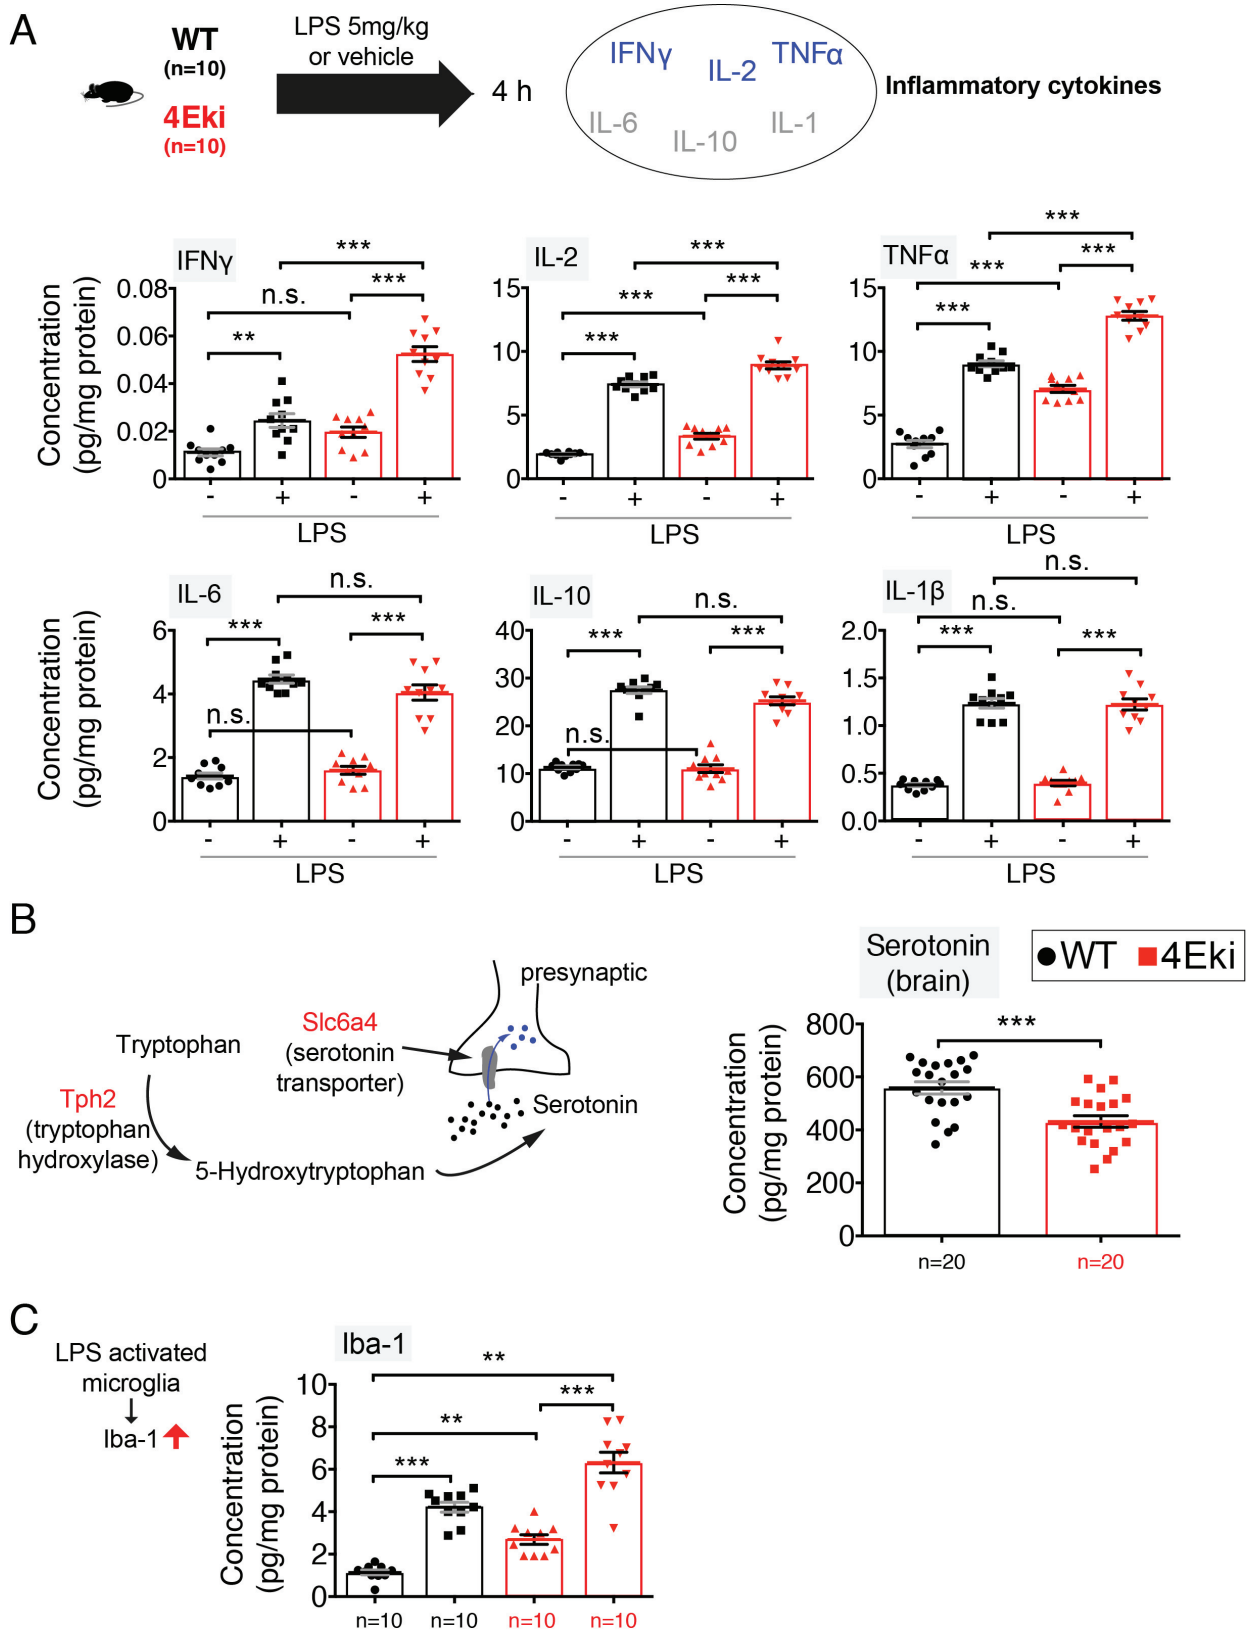 A
WT
(n=10)
4Eki
(n=10)
LPS 5mg/kg
or vehicle
4 h
IFNγ
IL-2
TNFα
IL-6
IL-10
IL-1
Inflammatory cytokines
IFNγ
Concentration
(pg/mg protein)
0.08
0.06
0.04
0.02
0
***
n.s.
***
**
- + - +
LPS
IL-2
15
10
5
0
***
***
***
***
- + - +
LPS
TNFα
15
10
5
0
***
***
***
***
- + - +
LPS
IL-6
Concentration
(pg/mg protein)
6
4
2
0
n.s.
***
***
n.s.
- + - +
LPS
IL-10
40
30
20
10
0
n.s.
***
***
n.s.
- + - +
LPS
IL-1β
2.0
1.5
1.0
0.5
0.0
n.s.
n.s.
***
***
- + - +
LPS
B
Tryptophan
Tph2
(tryptophan
hydroxylase)
5-Hydroxytryptophan
Slc6a4
(serotonin
transporter)
presynaptic
Serotonin
Serotonin
(brain)
WT
4Eki
Concentration
(pg/mg protein)
800
600
400
200
0
***
n=20
n=20
C
LPS activated
microglia
Iba-1
Iba-1
Concentration
(pg/mg protein)
10
8
6
4
2
0
**
***
**
***
n=10 n=10 n=10 n=10